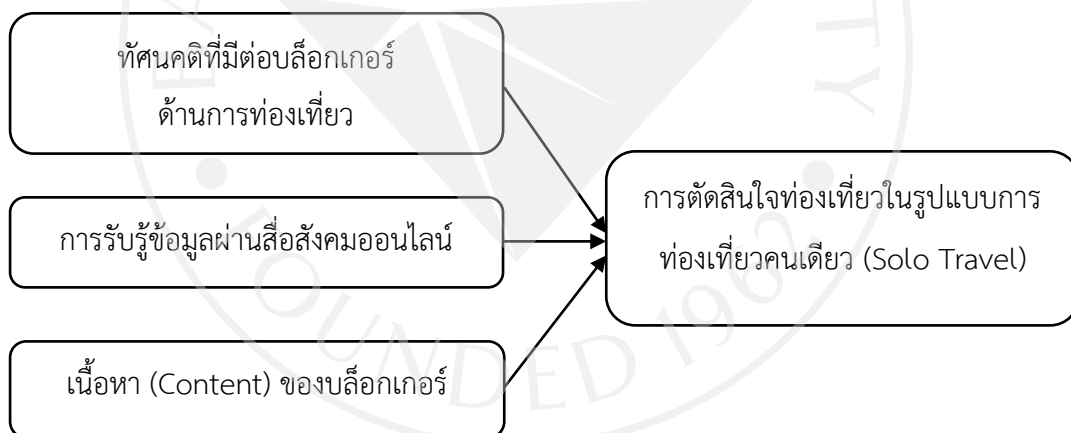 ทัศนคติที่มีต่อบล็อกเกอร์
ด้านการท่องเที่ยว
การรับรู้ข้อมูลผ่านสื่อสังคมออนไลน์
เนื้อหา (Content) ของบล็อกเกอร์
การตัดสินใจท่องเที่ยวในรูปแบบการ
ท่องเที่ยวคนเดียว (Solo Travel)
FOUNDED 1962